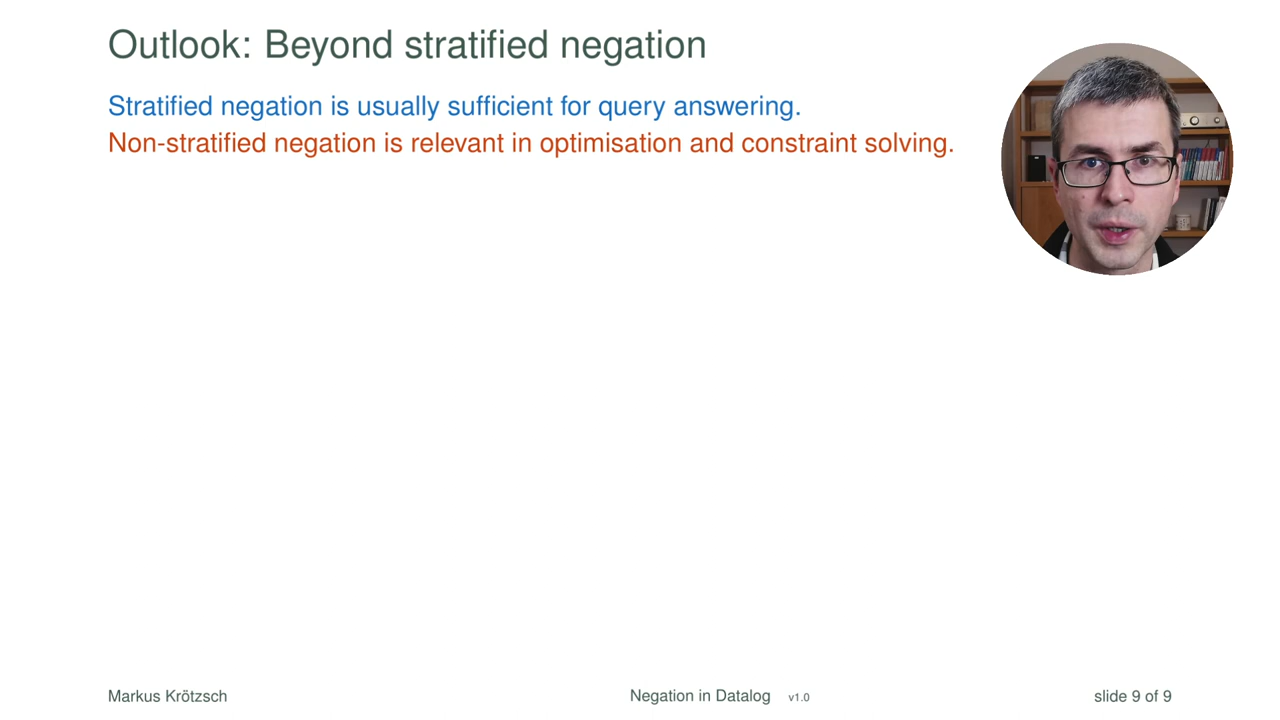 Outlook: Beyond stratified negation
Stratified negation is usually sufficient for query answering.
Non-stratified negation is relevant in optimisation and constraint solving.
Markus Krötzsch
Negation in Datalog v1.0
slide 9 of 9